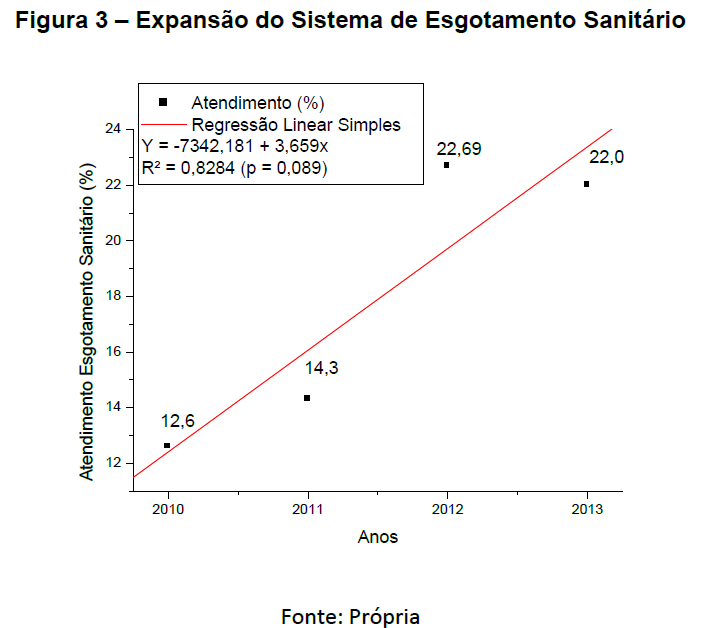 Figura 3 – Expansão do Sistema de Esgotamento Sanitário
Atendimento (%)
Regressão Linear Simples
Y = -7342,181 + 3,659x
R² = 0,8284 (p = 0,089)
Atendimento Esgotamento Sanitário (%)
24
22
20
18
16
14
12
22,69
22,0
14,3
12,6
2010 2011 2012 2013
Anos
Fonte: Própria